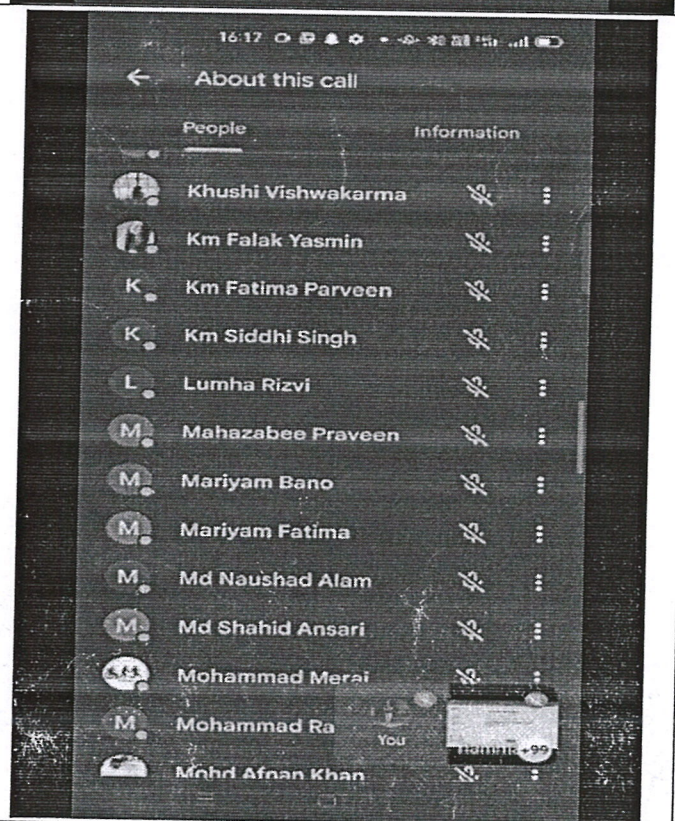 16:17
← About this call
People Information
Khushi Vishwakarma
Km Falak Yasmin
K Km Fatima Parveen
K Km Siddhi Singh
L Lumha Rizvi
M Mahazabee Praveen
M Mariyam Bano
M Mariyam Fatima
M Md Naushad Alam
M Md Shahid Ansari
Mohammad Meraj
M Mohammad Ra
You +99
Mohd Afnan Khan